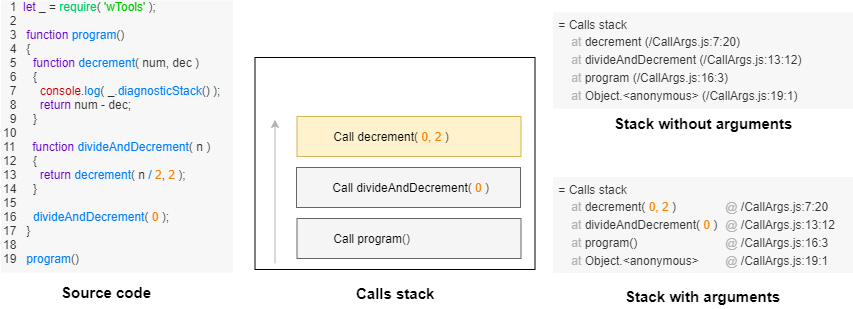 1 let _ = require( 'wTools' );
2
3 function program()
4 {
5 function decrement( num, dec )
6 {
7 console.log( _.diagnosticStack() );
8 return num - dec;
9 }
10
11 function divideAndDecrement( n )
12 {
13 return decrement( n / 2, 2 );
14 }
15
16 divideAndDecrement( 0 );
17 }
18
19 program()
Source code
Call decrement( 0, 2 )
Call divideAndDecrement( 0 )
Call program()
Calls stack
= Calls stack
at decrement (/CallArgs.js:7:20)
at divideAndDecrement (/CallArgs.js:13:12)
at program (/CallArgs.js:16:3)
at Object.<anonymous> (/CallArgs.js:19:1)
Stack without arguments
= Calls stack
at decrement( 0, 2 ) @ /CallArgs.js:7:20
at divideAndDecrement( 0 ) @ /CallArgs.js:13:12
at program() @ /CallArgs.js:16:3
at Object.<anonymous> @ /CallArgs.js:19:1
Stack with arguments